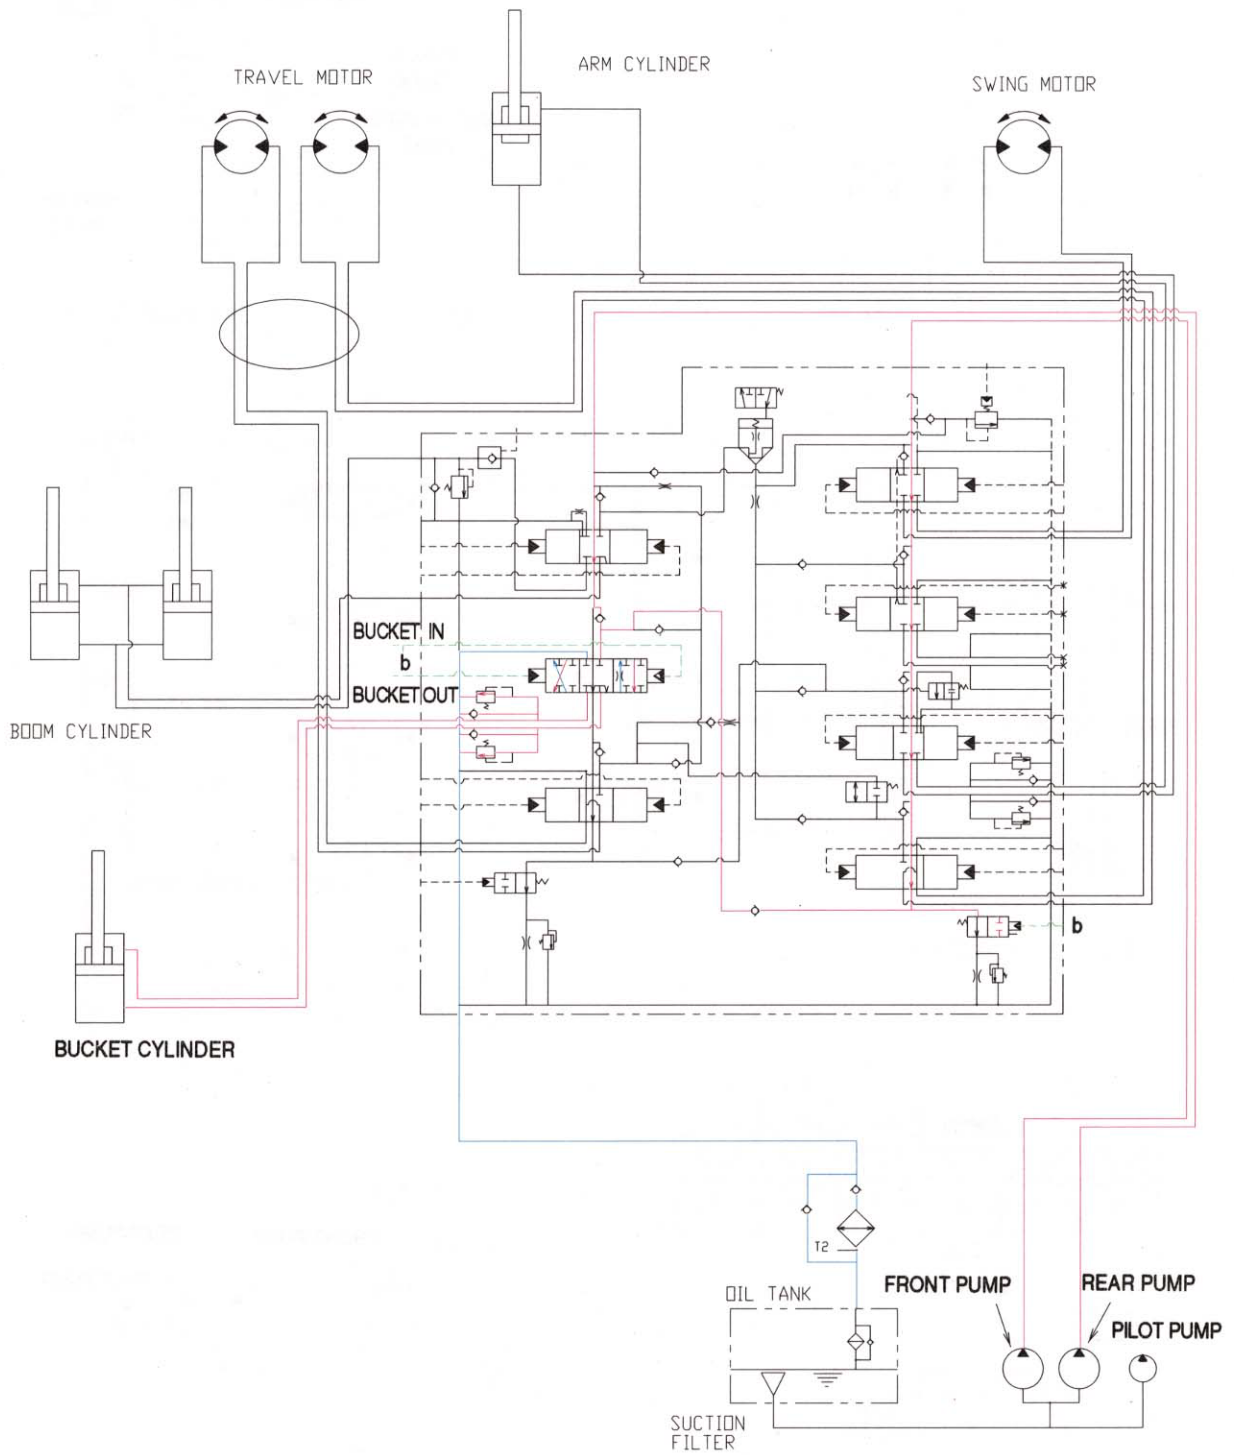 TRAVEL MOTOR
ARM CYLINDER
SWING MOTOR
BUCKET IN
b
BUCKET OUT
BOOM CYLINDER
b
BUCKET CYLINDER
T2
OIL TANK
FRONT PUMP
REAR PUMP
PILOT PUMP
SUCTION
FILTER